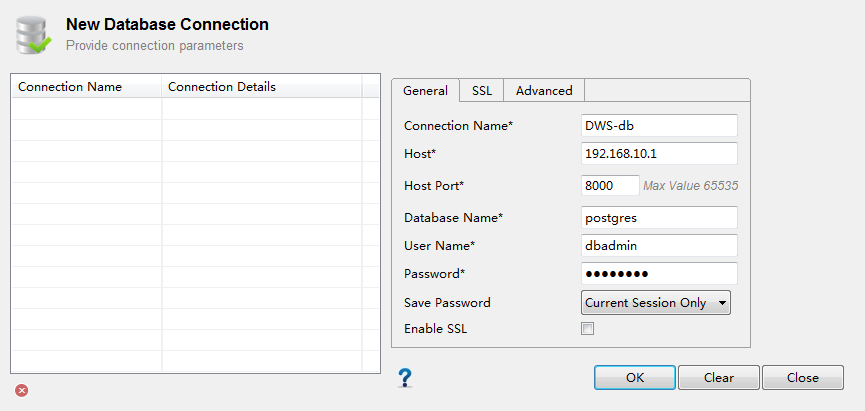 New Database Connection
Provide connection parameters
Connection Name Connection Details
General SSL Advanced
Connection Name* DWS-db
Host* 192.168.10.1
Host Port* 8000 Max Value 65535
Database Name* postgres
User Name* dbadmin
Password* ●●●●●●●●
Save Password Current Session Only
Enable SSL
? OK Clear Close